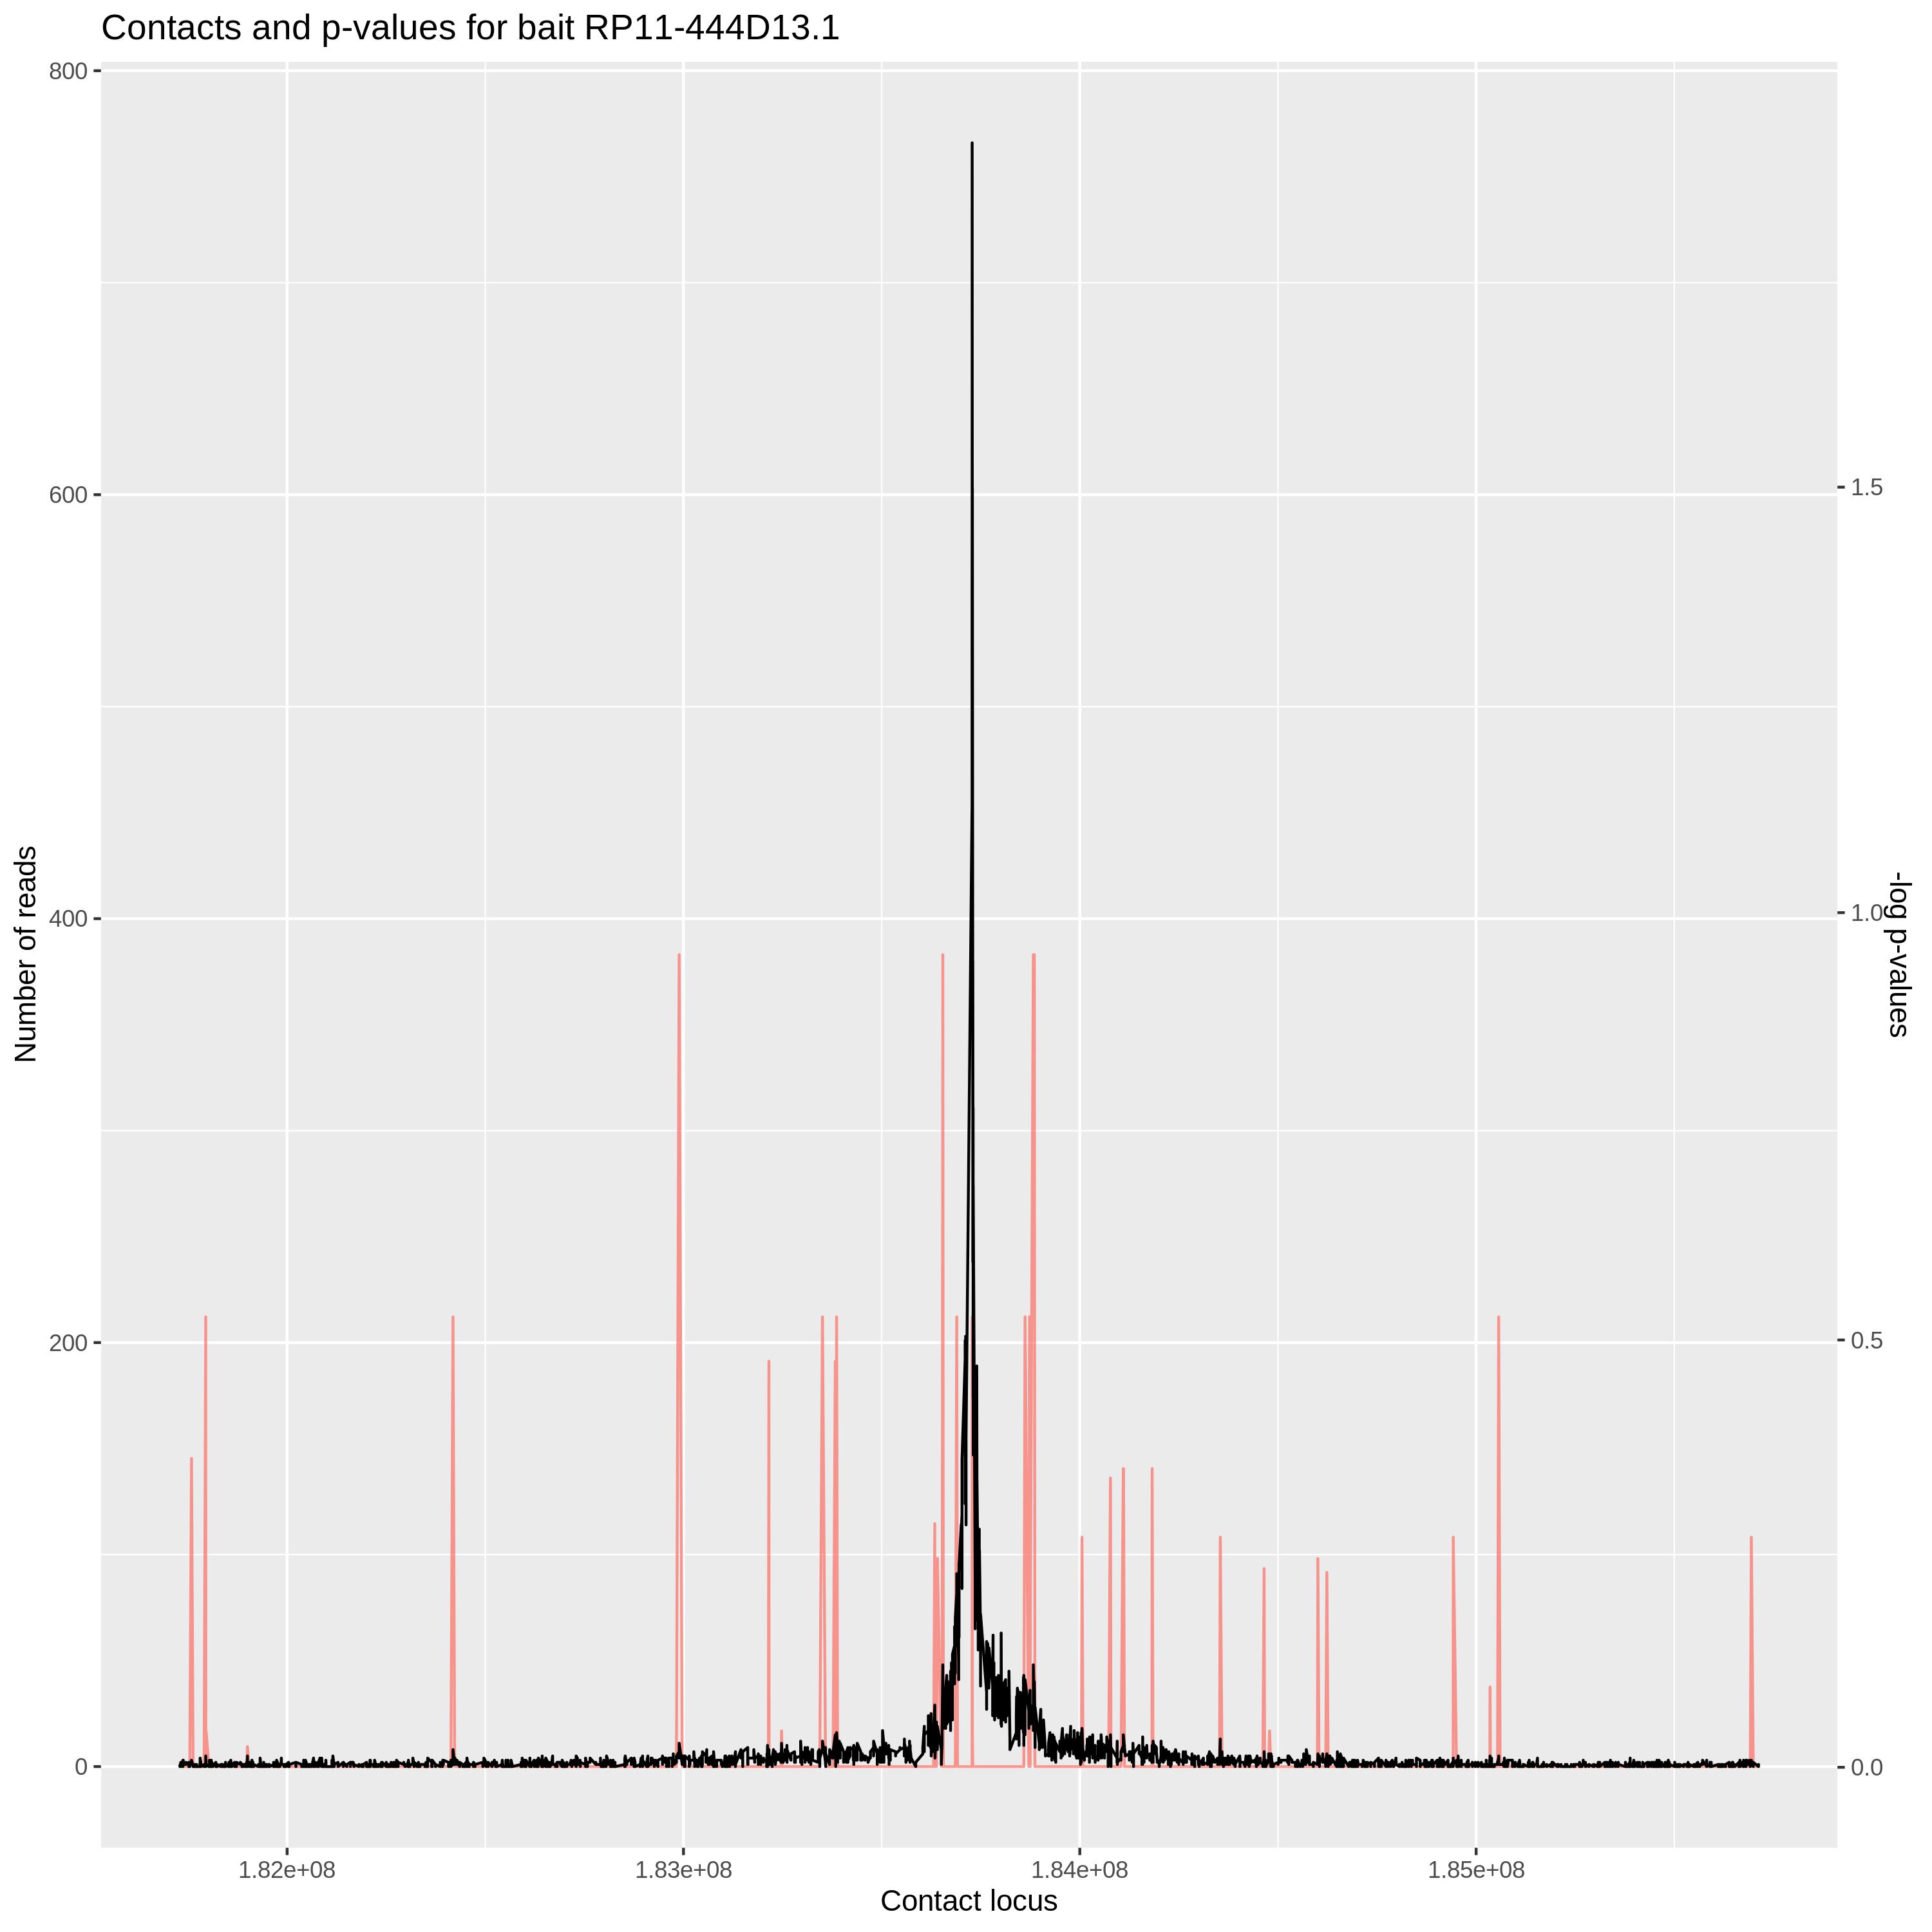 Contacts and p-values for bait RP11-444D13.1
800
600
400
200
0
Number of reads
1.5
1.0
0.5
0.0
-log p-values
1.82e+08
1.83e+08
1.84e+08
1.85e+08
Contact locus